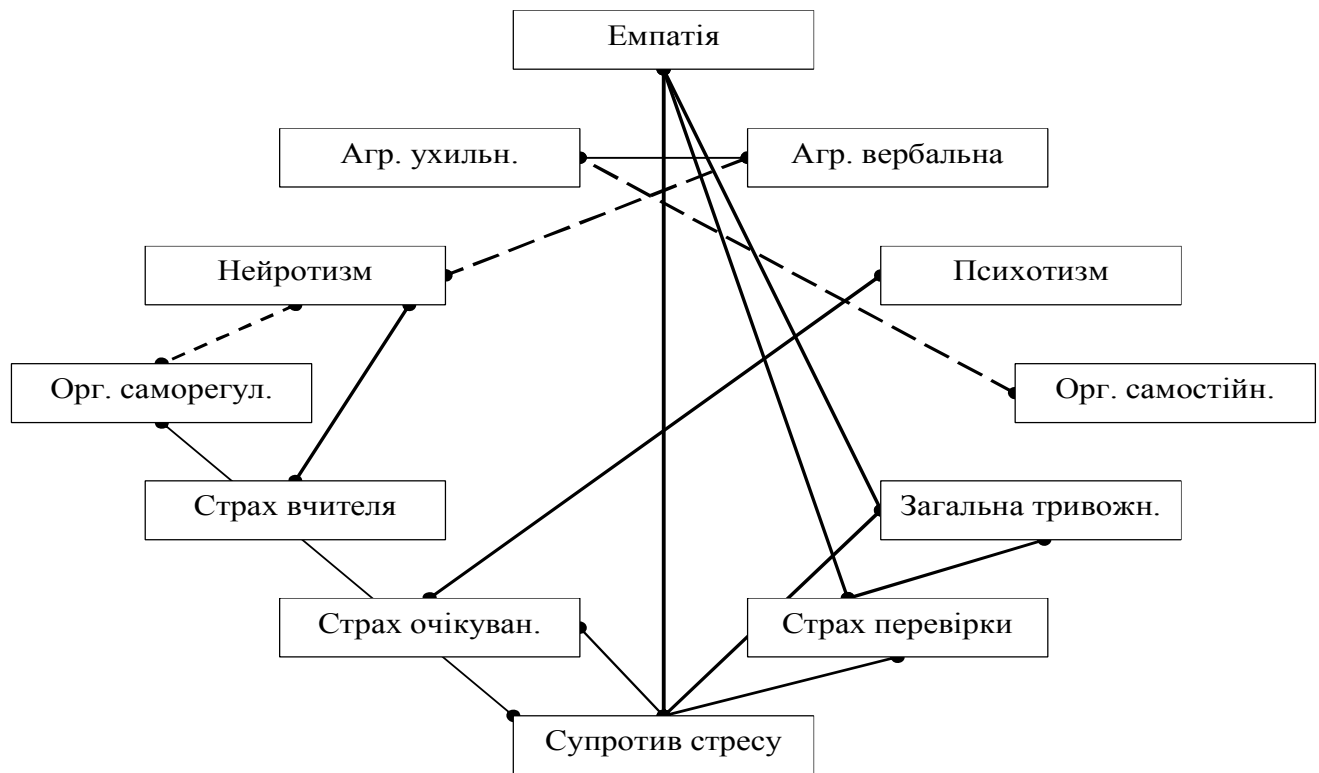 Емпатія
Агр. ухильн.
Агр. вербальна
Нейротизм
Психотизм
Орг. саморегул.
Орг. самостійн.
Страх вчителя
Загальна тривожн.
Страх очікуван.
Страх перевірки
Супротив стресу